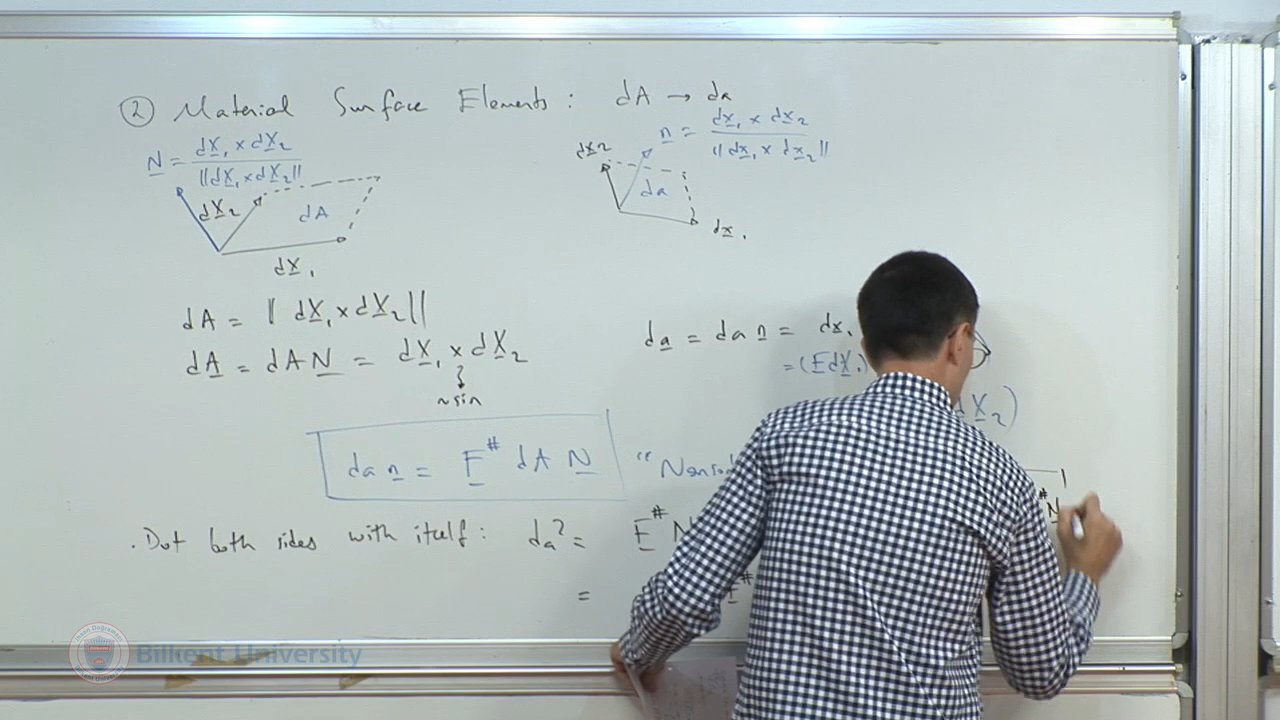 ② Material Surface Elements : dA → da
N = dX₁ × dX₂ / ||dX₁ × dX₂||
n = dx₁ × dx₂ / ||dx₁ × dx₂||
dX₂ dA
dX₁
dx₂ da
dx₁
dA = || dX₁ × dX₂ ||
dA = dA N = dX₁ × dX₂
~sin
da = da n = dx₁
= (F dX₁)
X₂)
da n = F# dA N
.Dot both sides with itself : da² = F# N
= F#
# N
Bilkent University